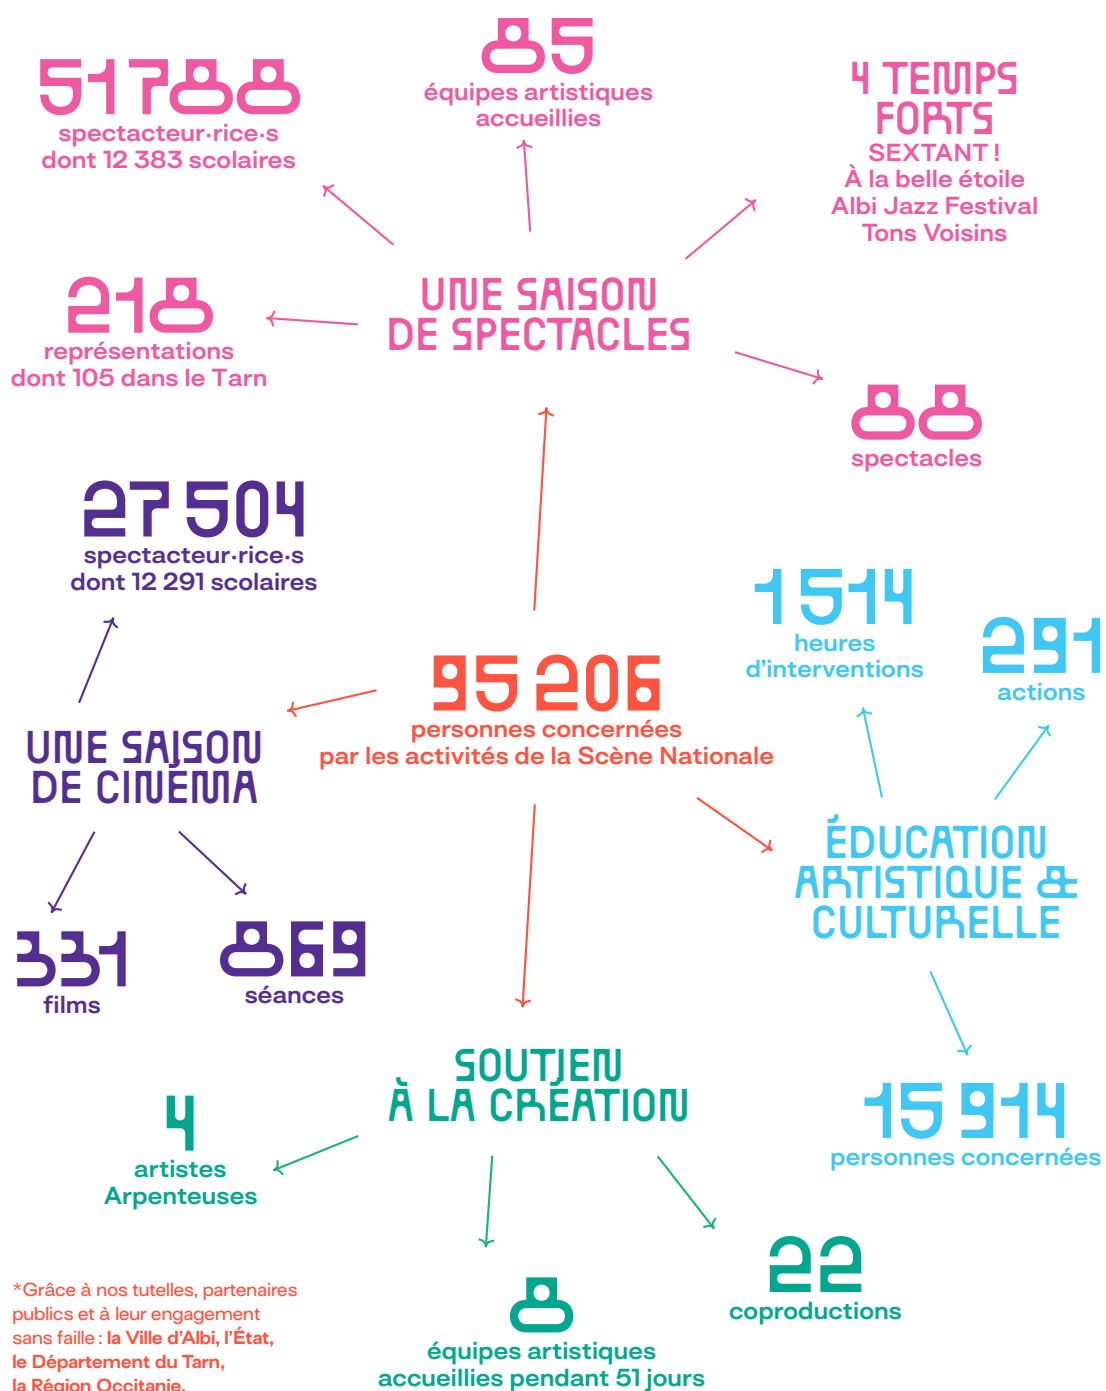 51788
spectacteur·rice·s
dont 12 383 scolaires
85
équipes artistiques
accueillies
4 TEMPS
FORTS
SEXTANT !
À la belle étoile
Albi Jazz Festival
Tons Voisins
218
représentations
dont 105 dans le Tarn
UNE SAISON
DE SPECTACLES
88
spectacles
27 504
spectacteur·rice·s
dont 12 291 scolaires
1 514
heures
d'interventions
291
actions
95 206
personnes concernées
par les activités de la Scène Nationale
UNE SAISON
DE CINÉMA
ÉDUCATION
ARTISTIQUE &
CULTURELLE
331
films
869
séances
SOUTIEN
À LA CRÉATION
15 914
personnes concernées
4
artistes
Arpenteuses
22
coproductions
8
équipes artistiques
accueillies pendant 51 jours
*Grâce à nos tutelles, partenaires
publics et à leur engagement
sans faille : la Ville d'Albi, l'État,
le Département du Tarn,
la Région Occitanie.